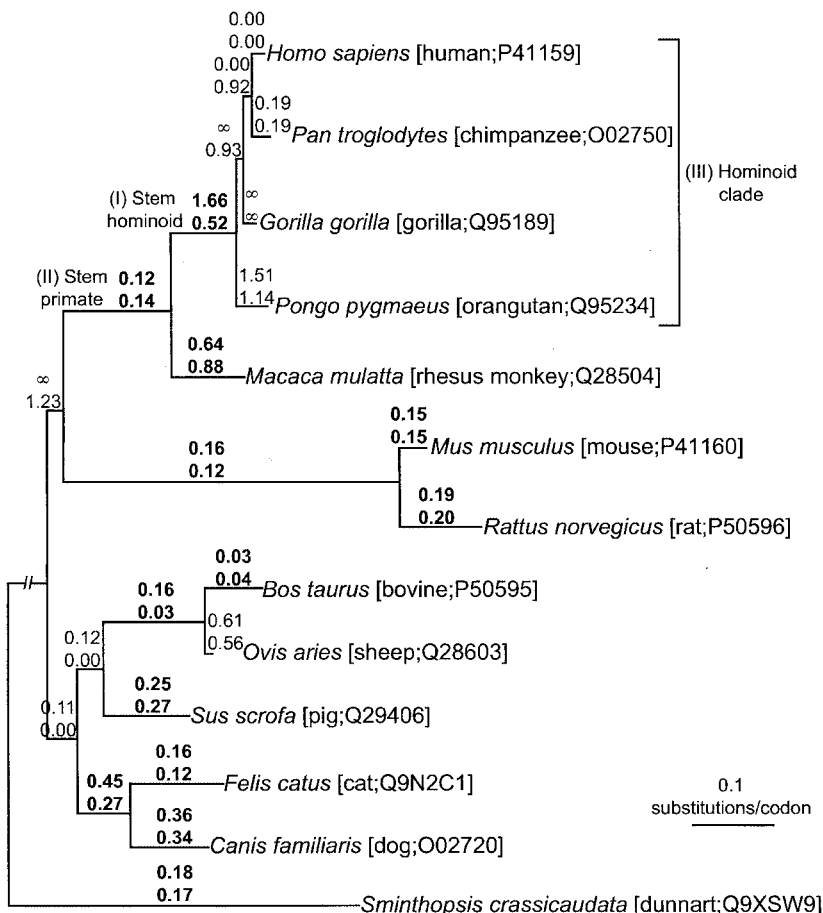 0.00
0.00
Homo sapiens [human;P41159]
0.00
0.92
0.19
0.19
Pan troglodytes [chimpanzee;O02750]
∞
0.93
(III) Hominoid
clade
(I) Stem
hominoid
1.66
0.52
∞
∞
Gorilla gorilla [gorilla;Q95189]
(II) Stem
primate
0.12
0.14
1.51
1.14
Pongo pygmaeus [orangutan;Q95234]
0.64
0.88
Macaca mulatta [rhesus monkey;Q28504]
∞
1.23
0.16
0.12
0.15
0.15
Mus musculus [mouse;P41160]
0.19
0.20
Rattus norvegicus [rat;P50596]
//
0.03
0.04
Bos taurus [bovine;P50595]
0.16
0.03
0.61
0.56
Ovis aries [sheep;Q28603]
0.12
0.00
0.25
0.27
Sus scrofa [pig;Q29406]
0.11
0.00
0.16
0.12
Felis catus [cat;Q9N2C1]
0.45
0.27
0.36
0.34
Canis familiaris [dog;O02720]
0.1
substitutions/codon
0.18
0.17
Sminthopsis crassicaudata [dunnart;Q9XSW9]